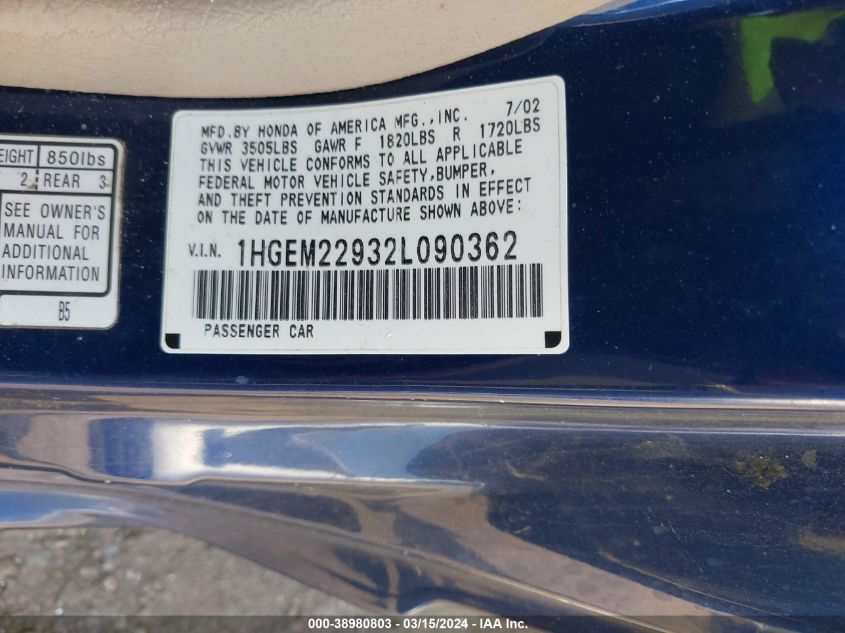 EIGHT 850lbs
2 REAR 3
SEE OWNER'S
MANUAL FOR
ADDITIONAL
INFORMATION
B5
MFD.BY HONDA OF AMERICA MFG.,INC. 7/02
GVWR 3505LBS GAWR F 1820LBS R 1720LBS
THIS VEHICLE CONFORMS TO ALL APPLICABLE
FEDERAL MOTOR VEHICLE SAFETY,BUMPER,
AND THEFT PREVENTION STANDARDS IN EFFECT
ON THE DATE OF MANUFACTURE SHOWN ABOVE:
V.I.N. 1HGEM22932L090362
PASSENGER CAR
000-38980803 - 03/15/2024 - IAA Inc.